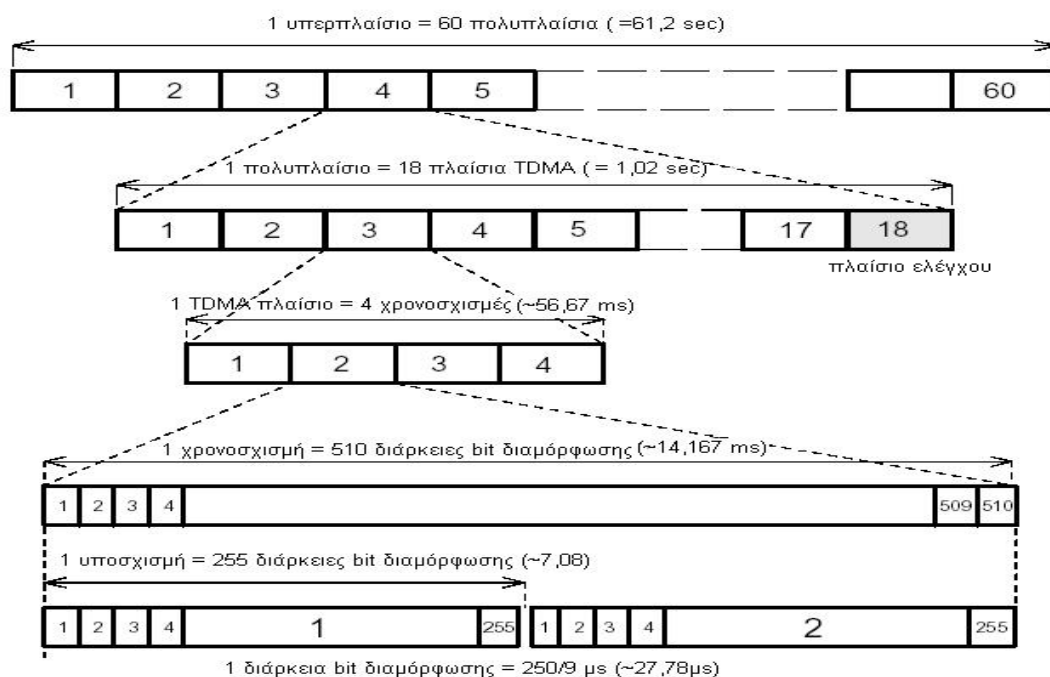 1 υπερπλαίσιο = 60 πολυπλαίσια ( =61,2 sec)
1 2 3 4 5 60
1 πολυπλαίσιο = 18 πλαίσια TDMA ( = 1,02 sec)
1 2 3 4 5 17 18
πλαίσιο ελέγχου
1 TDMA πλαίσιο = 4 χρονοσχισμές (~56,67 ms)
1 2 3 4
1 χρονοσχισμή = 510 διάρκειες bit διαμόρφωσης (~14,167 ms)
1 2 3 4 509 510
1 υποσχισμή = 255 διάρκειες bit διαμόρφωσης (~7,08)
1 2 3 4 1 255 1 2 3 4 2 255
1 διάρκεια bit διαμόρφωσης = 250/9 μs (~27,78μs)